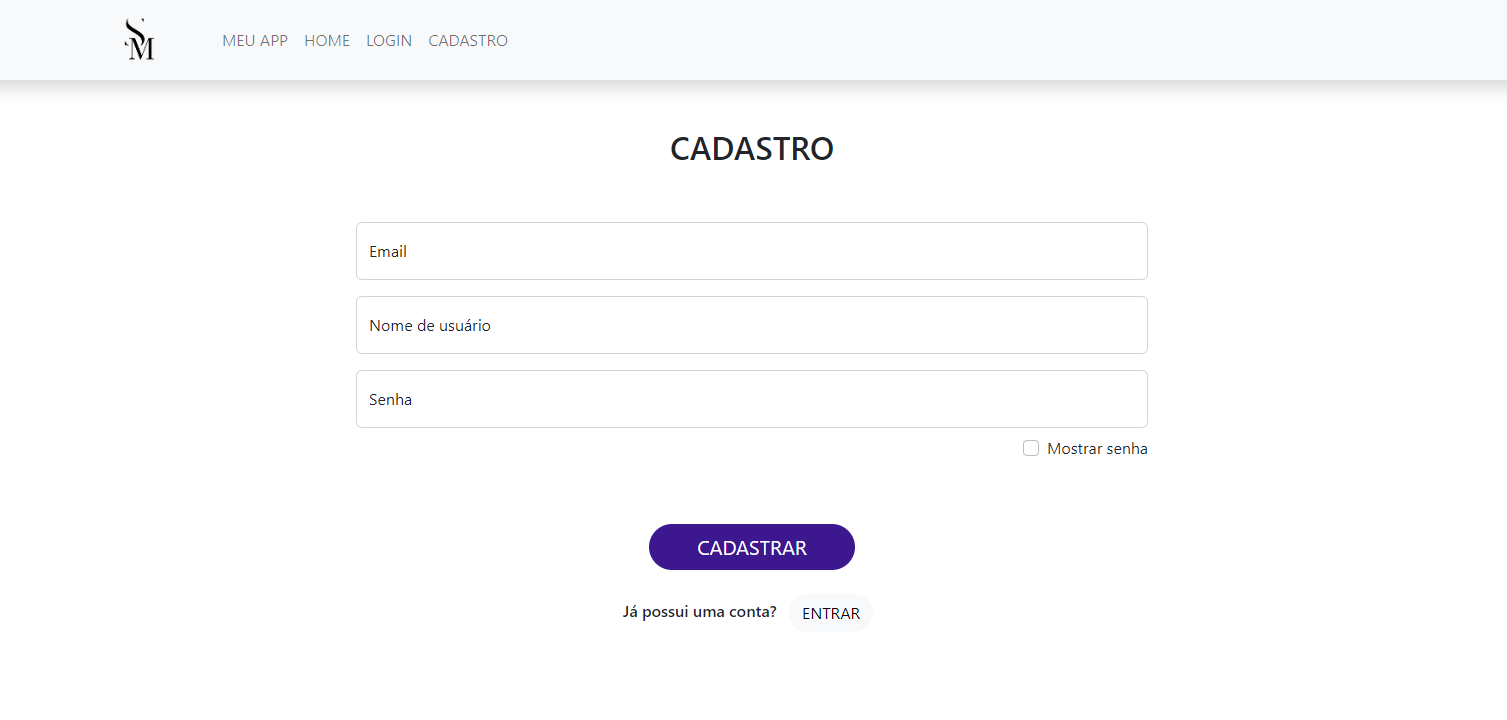 SM
MEU APP HOME LOGIN CADASTRO
CADASTRO
Email
Nome de usuário
Senha
Mostrar senha
CADASTRAR
Já possui uma conta? ENTRAR